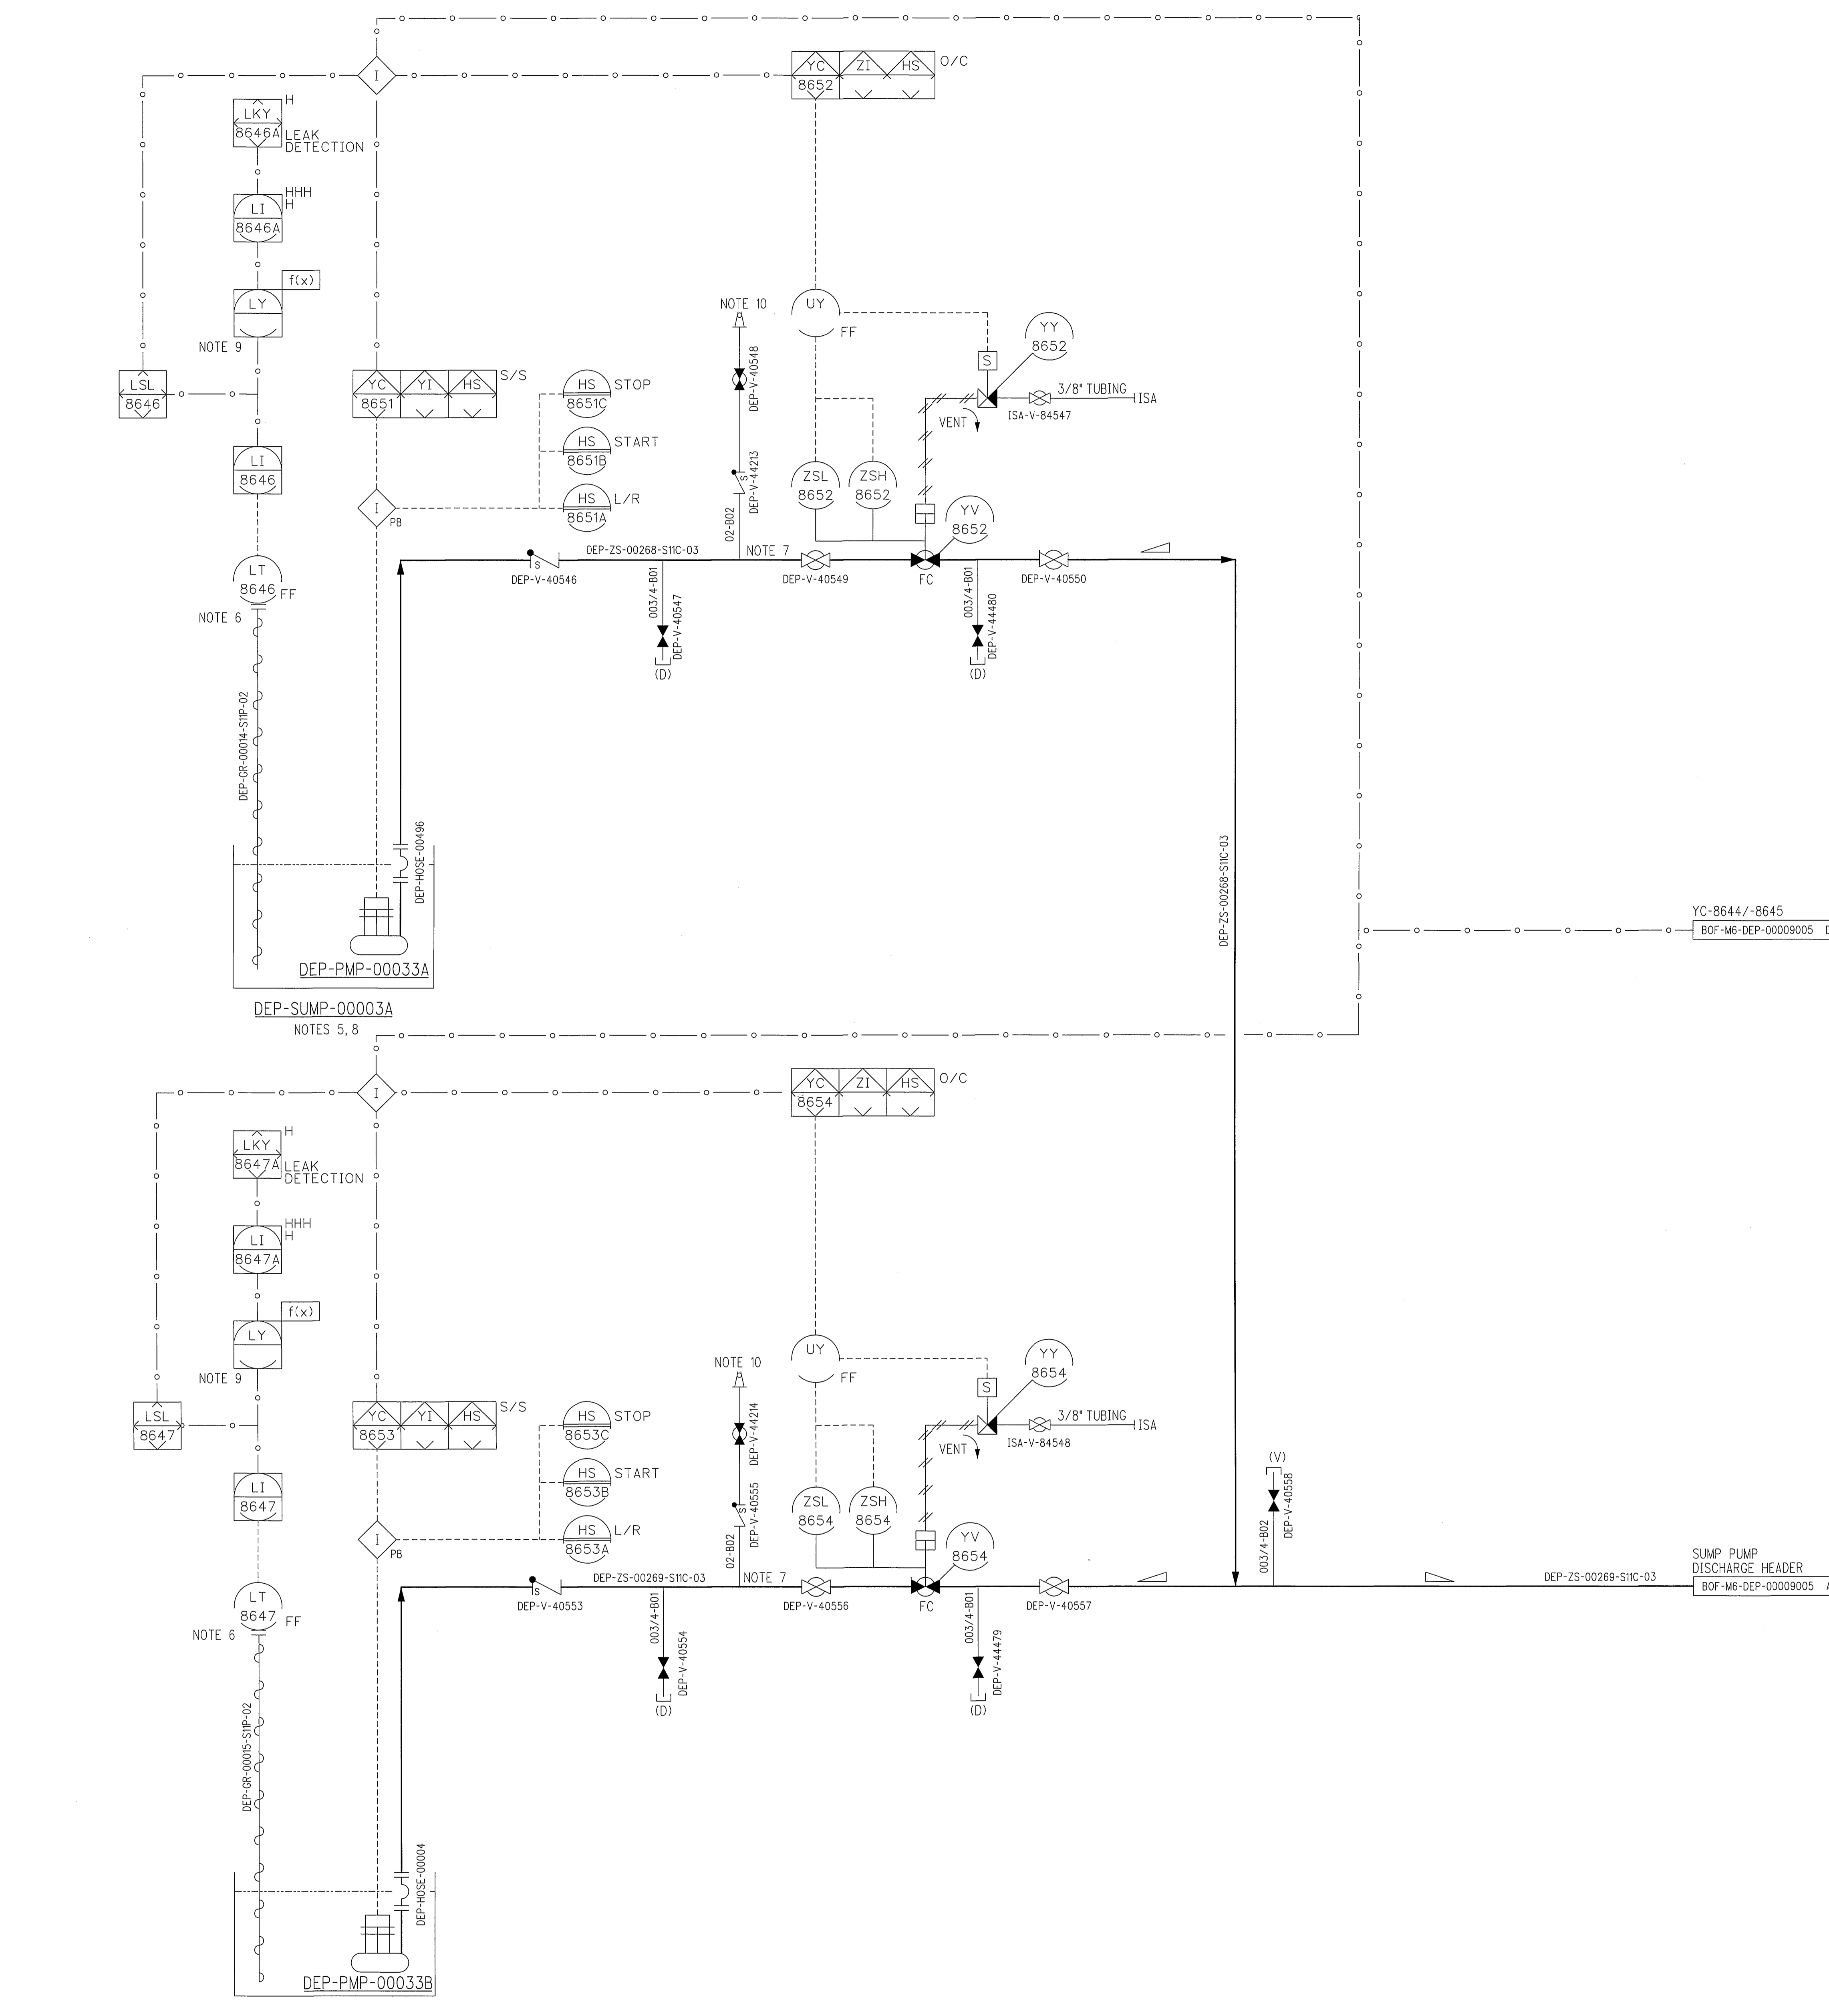 I
YC
ZI
HS
O/C
8652
H
LKY
8646A
LEAK
DETECTION
HHH
H
LI
8646A
f(x)
LY
NOTE 9
NOTE 10
UY
FF
YY
8652
DEP-V-40548
S
LSL
8646
YC
YI
HS
S/S
8651
HS
STOP
8651C
3/8" TUBING
ISA
ISA-V-84547
VENT
HS
START
8651B
LI
8646
DEP-V-44213
S
ZSL
8652
ZSH
8652
HS
L/R
8651A
I
PB
02-B02
YV
8652
DEP-ZS-00268-S11C-03
NOTE 7
S
DEP-V-40546
DEP-V-40549
FC
DEP-V-40550
LT
8646
FF
NOTE 6
003/4-B01
DEP-V-40547
(D)
003/4-B01
DEP-V-44480
(D)
DEP-GR-00014-S11P-02
DEP-HOSE-00496
DEP-ZS-00268-S11C-03
YC-8644/-8645
BOF-M6-DEP-00009005 D
DEP-PMP-00033A
DEP-SUMP-00003A
NOTES 5,8
I
YC
ZI
HS
O/C
8654
H
LKY
8647A
LEAK
DETECTION
HHH
H
LI
8647A
f(x)
LY
NOTE 9
NOTE 10
UY
FF
YY
8654
S
DEP-V-44214
LSL
8647
YC
YI
HS
S/S
8653
HS
STOP
8653C
3/8" TUBING
ISA
ISA-V-84548
VENT
HS
START
8653B
LI
8647
DEP-V-40555
S
ZSL
8654
ZSH
8654
(V)
DEP-V-40558
003/4-B02
HS
L/R
8653A
I
PB
02-B02
YV
8654
DEP-ZS-00269-S11C-03
NOTE 7
S
DEP-V-40553
DEP-V-40556
FC
DEP-V-40557
SUMP PUMP
DISCHARGE HEADER
DEP-ZS-00269-S11C-03
BOF-M6-DEP-00009005
LT
8647
FF
NOTE 6
003/4-B01
DEP-V-40554
(D)
003/4-B01
DEP-V-44479
(D)
DEP-GR-00015-S11P-02
DEP-HOSE-00004
DEP-PMP-00033B